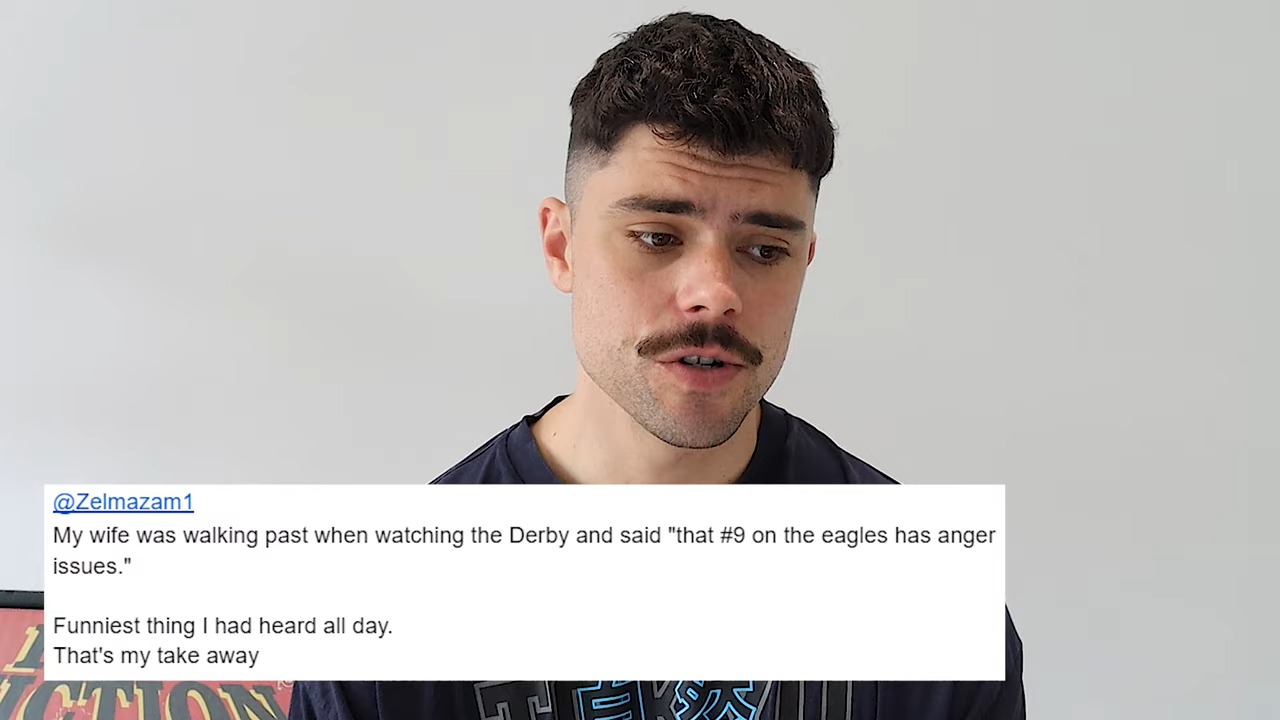 @Zelmazam1
My wife was walking past when watching the Derby and said "that #9 on the eagles has anger
issues."
Funniest thing I had heard all day.
That's my take away